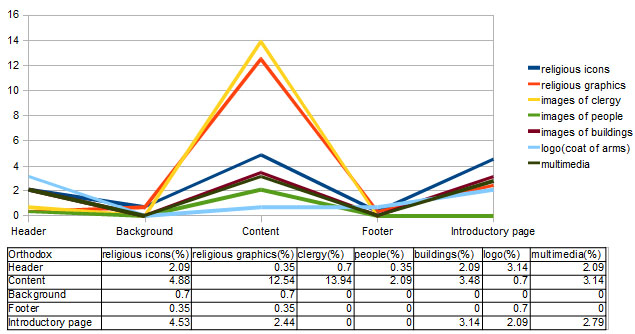 16
14
12
10
8
6
4
2
0
Header Background Content Footer Introductory page
religious icons
religious graphics
images of clergy
images of people
images of buildings
logo(coat of arms)
multimedia
Orthodox religious icons(%) religious graphics(%) clergy(%) people(%) buildings(%) logo(%) multimedia(%)
Header 2.09 0.35 0.7 0.35 2.09 3.14 2.09
Content 4.88 12.54 13.94 2.09 3.48 0.7 3.14
Background 0.7 0.7 0 0 0 0 0
Footer 0.35 0.35 0 0 0 0.7 0
Introductory page 4.53 2.44 0 0 3.14 2.09 2.79